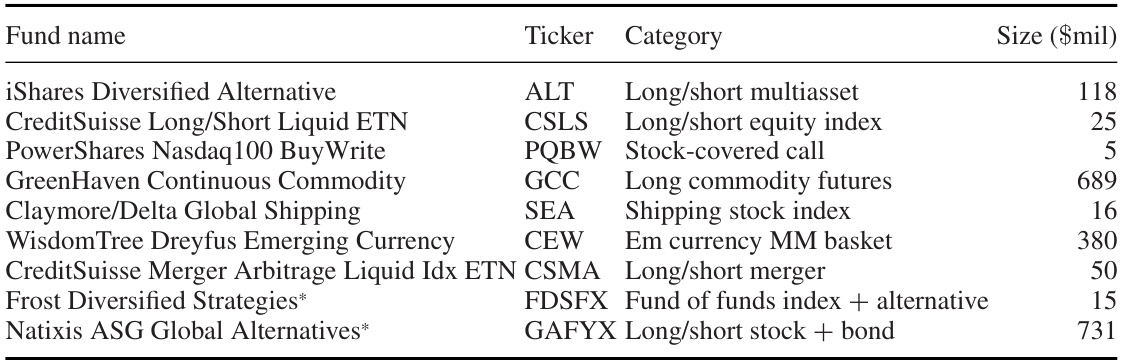 Fund name Ticker Category Size ($mil)
iShares Diversified Alternative ALT Long/short multiasset 118
CreditSuisse Long/Short Liquid ETN CSLS Long/short equity index 25
PowerShares Nasdaq100 BuyWrite PQBW Stock-covered call 5
GreenHaven Continuous Commodity GCC Long commodity futures 689
Claymore/Delta Global Shipping SEA Shipping stock index 16
WisdomTree Dreyfus Emerging Currency CEW Em currency MM basket 380
CreditSuisse Merger Arbitrage Liquid Idx ETN CSMA Long/short merger 50
Frost Diversified Strategies* FDSFX Fund of funds index + alternative 15
Natixis ASG Global Alternatives* GAFYX Long/short stock + bond 731